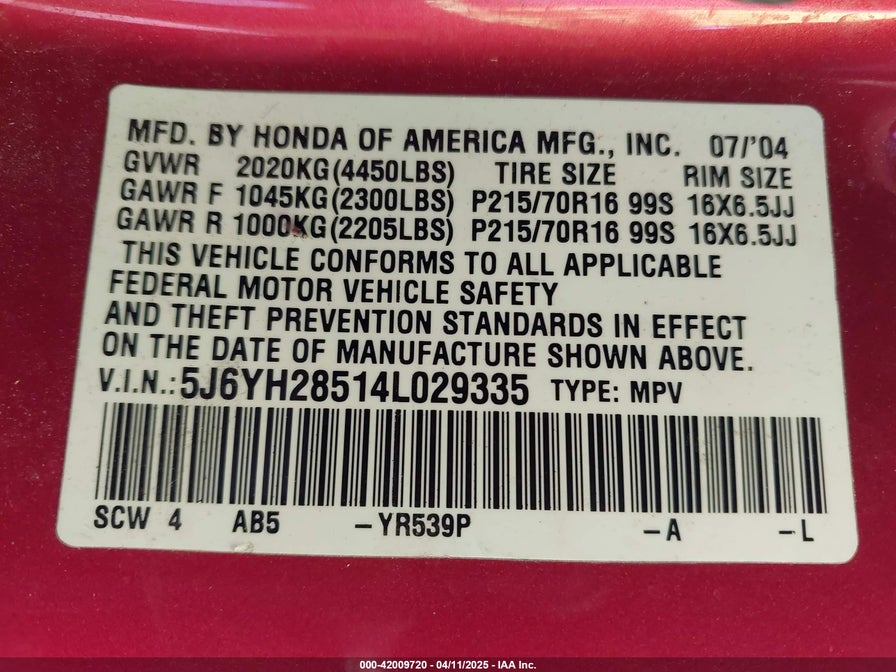 MFD. BY HONDA OF AMERICA MFG., INC. 07/'04
GVWR 2020KG(4450LBS) TIRE SIZE RIM SIZE
GAWR F 1045KG(2300LBS) P215/70R16 99S 16X6.5JJ
GAWR R 1000KG(2205LBS) P215/70R16 99S 16X6.5JJ
THIS VEHICLE CONFORMS TO ALL APPLICABLE
FEDERAL MOTOR VEHICLE SAFETY
AND THEFT PREVENTION STANDARDS IN EFFECT
ON THE DATE OF MANUFACTURE SHOWN ABOVE.
V.I.N.: 5J6YH28514L029335 TYPE: MPV
SCW 4 AB5 -YR539P -A -L
000-42009720 - 04/11/2025 - IAA Inc.